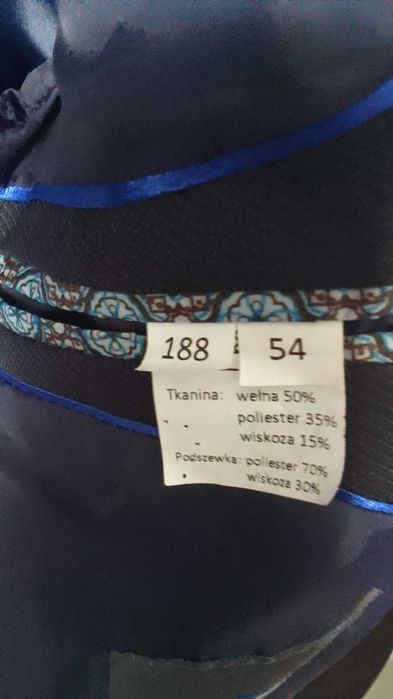 188 54
Tkanina: wełna 50%
poliester 35%
wiskoza 15%
Podszewka: poliester 70%
wiskoza 30%